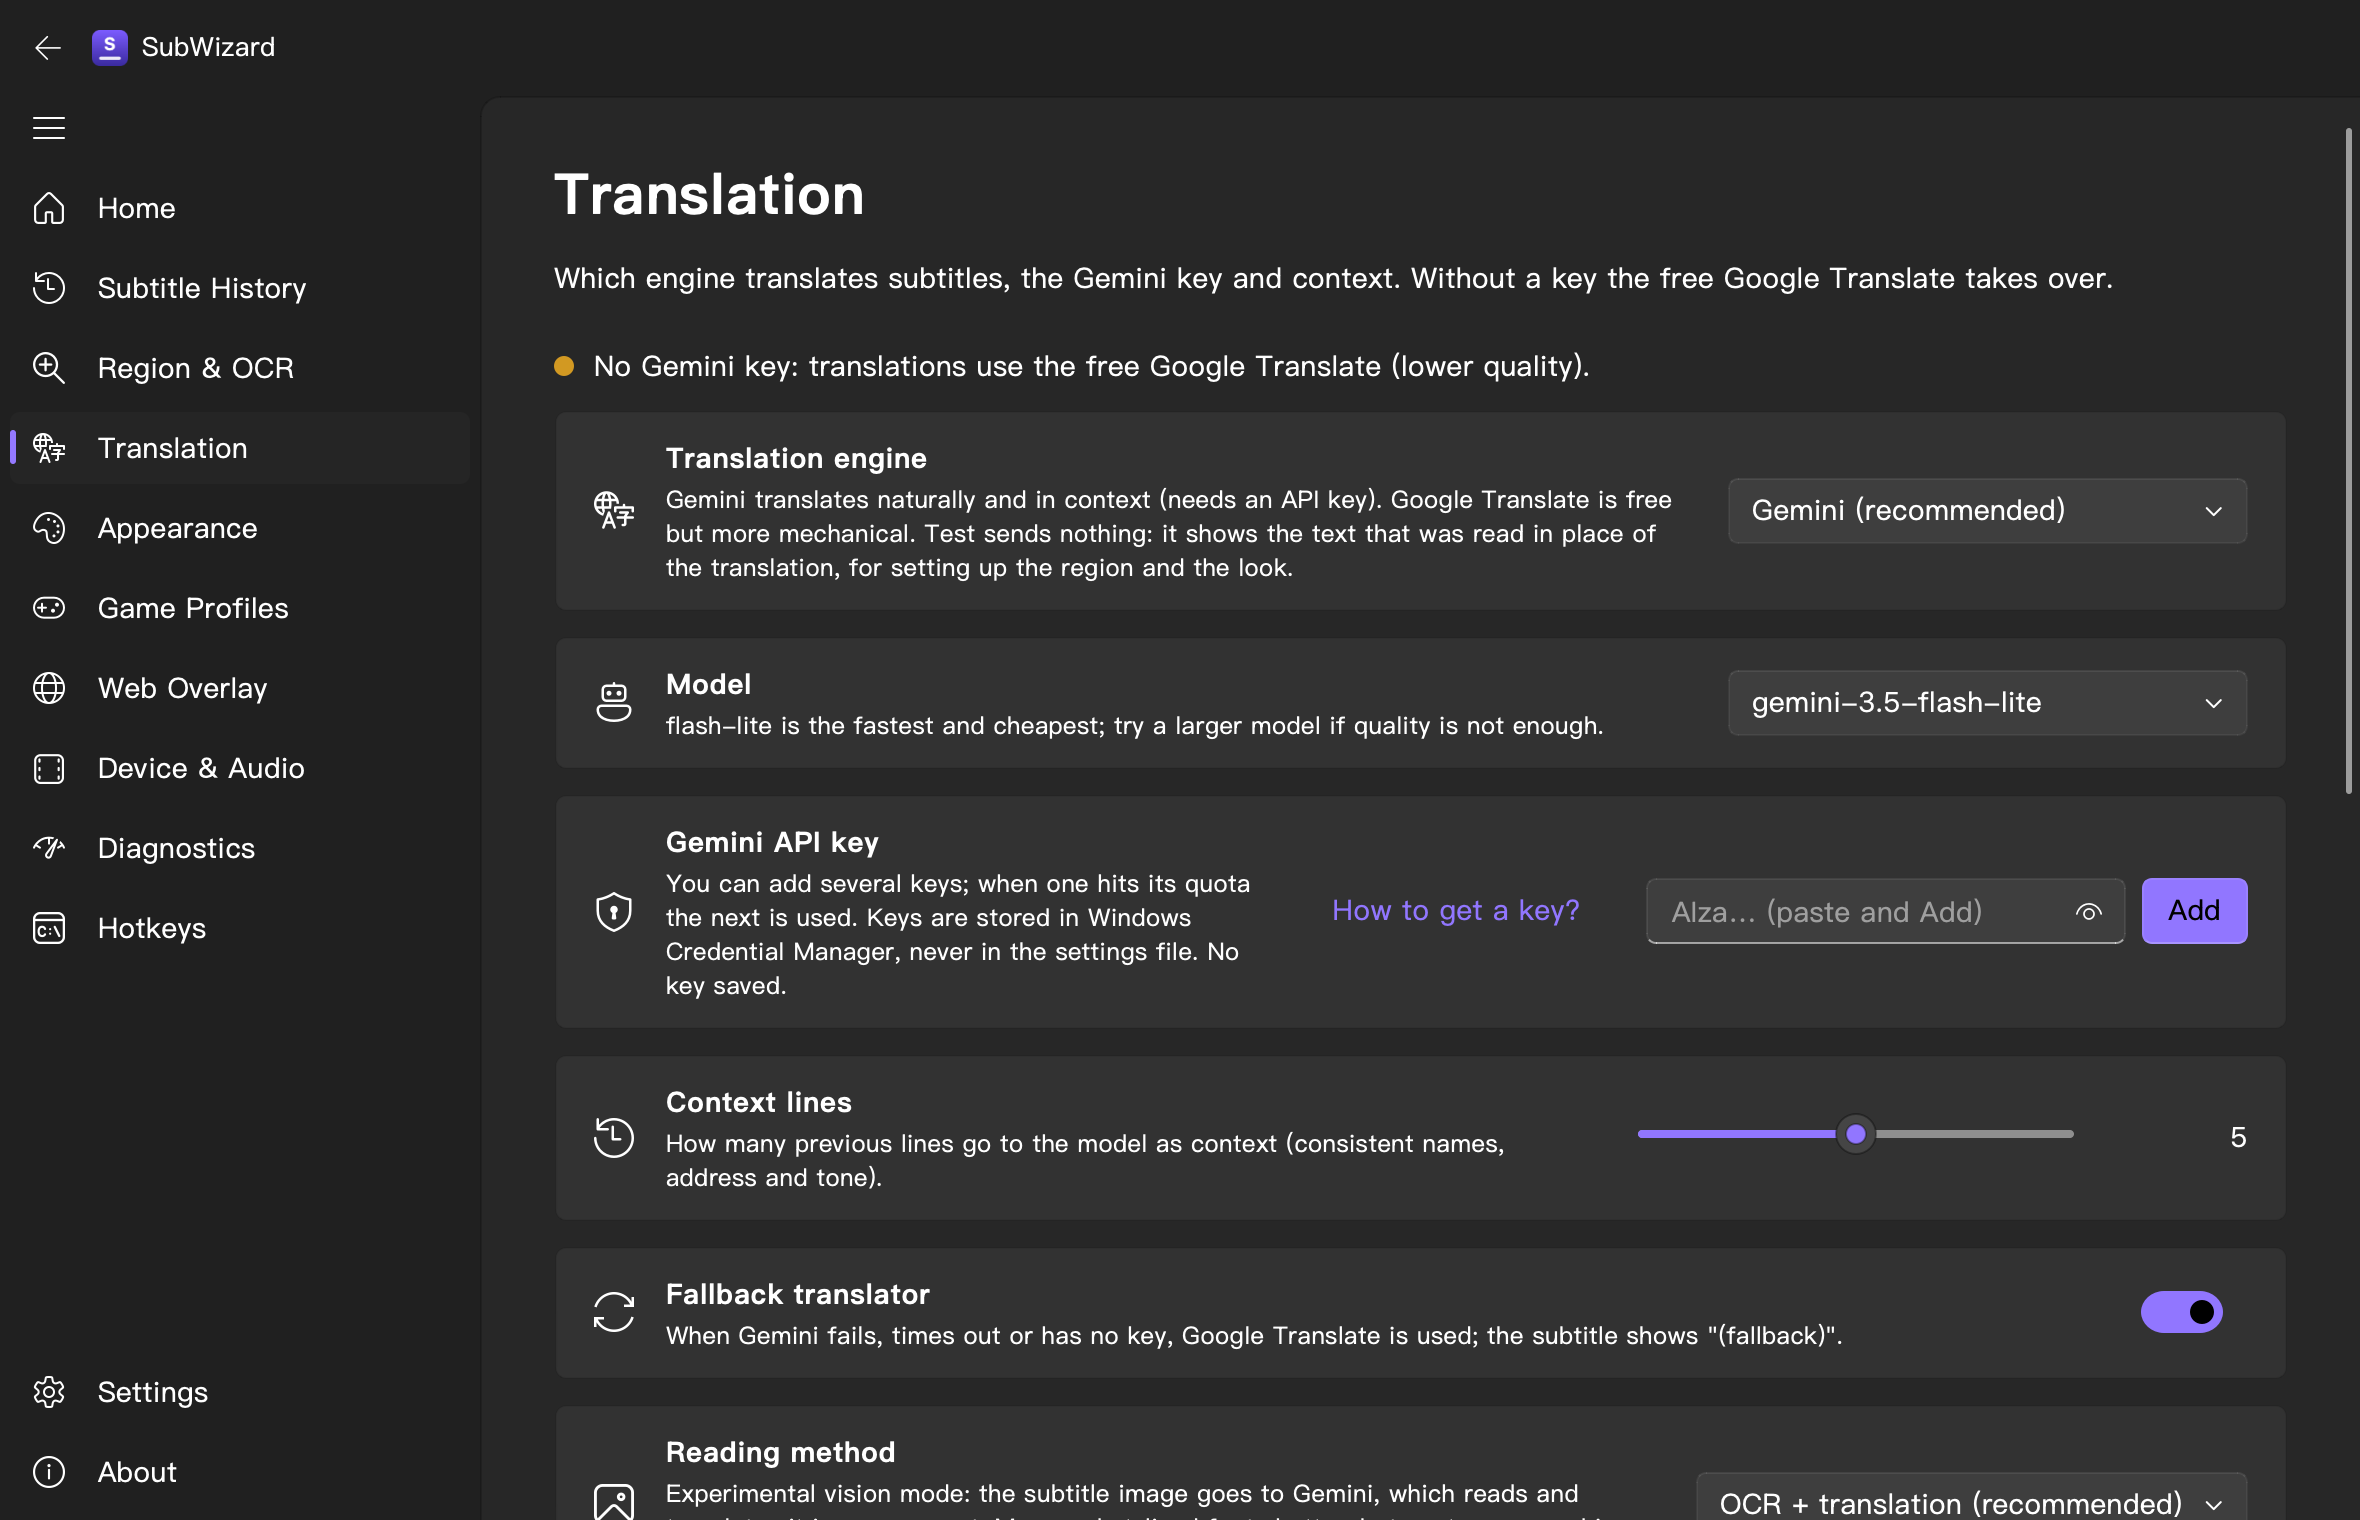 S
SubWizard
Home
Subtitle History
Region & OCR
Translation
Appearance
Game Profiles
Web Overlay
Device & Audio
Diagnostics
Hotkeys
Settings
About
Translation
Which engine translates subtitles, the Gemini key and context. Without a key the free Google Translate takes over.
No Gemini key: translations use the free Google Translate (lower quality).
Translation engine
Gemini translates naturally and in context (needs an API key). Google Translate is free
but more mechanical. Test sends nothing: it shows the text that was read in place of
the translation, for setting up the region and the look.
Gemini (recommended)
Model
flash-lite is the fastest and cheapest; try a larger model if quality is not enough.
gemini-3.5-flash-lite
Gemini API key
You can add several keys; when one hits its quota
the next is used. Keys are stored in Windows
Credential Manager, never in the settings file. No
key saved.
How to get a key?
AIza... (paste and Add)
Add
Context lines
How many previous lines go to the model as context (consistent names,
address and tone).
5
Fallback translator
When Gemini fails, times out or has no key, Google Translate is used; the subtitle shows "(fallback)".
Reading method
Experimental vision mode: the subtitle image goes to Gemini, which reads and
OCR + translation (recommended)